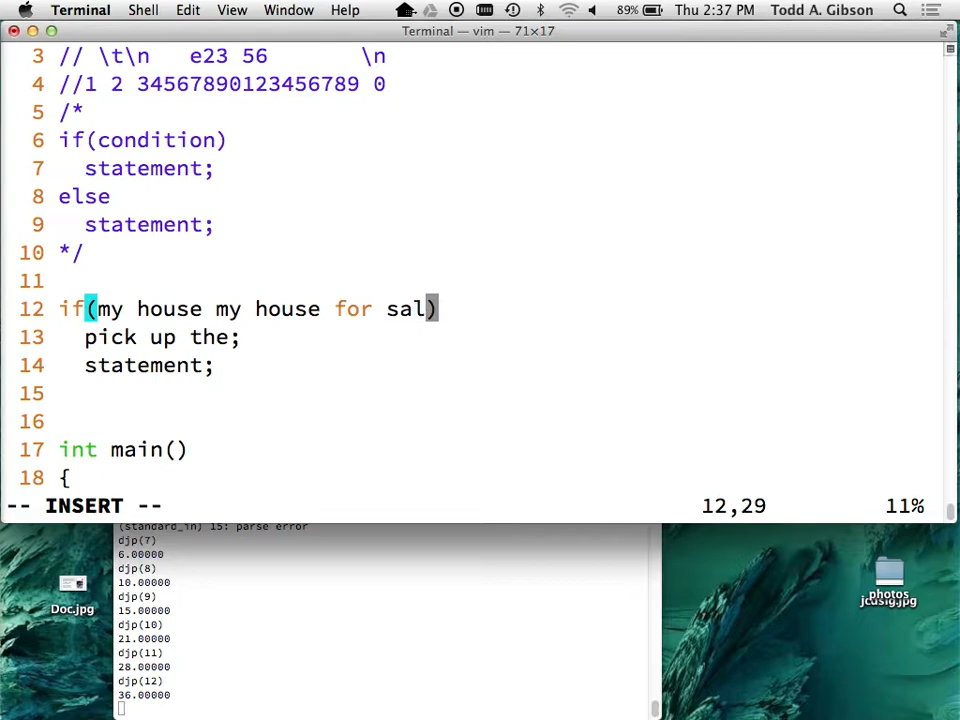 Terminal Shell Edit View Window Help 89% Thu 2:37 PM Todd A. Gibson
Terminal — vim — 71×17
3 // \t\n   e23 56       \n
4 //1 2 34567890123456789 0
5 /*
6 if(condition)
7   statement;
8 else
9   statement;
10 */
11
12 if(my house my house for sal)
13   pick up the;
14   statement;
15
16
17 int main()
18 {
-- INSERT -- 12,29 11%
(standard_in) 15: parse error
djp(7)
6.00000
djp(8)
10.00000
djp(9)
15.00000
djp(10)
21.00000
djp(11)
28.00000
djp(12)
36.00000
Doc.jpg
photos